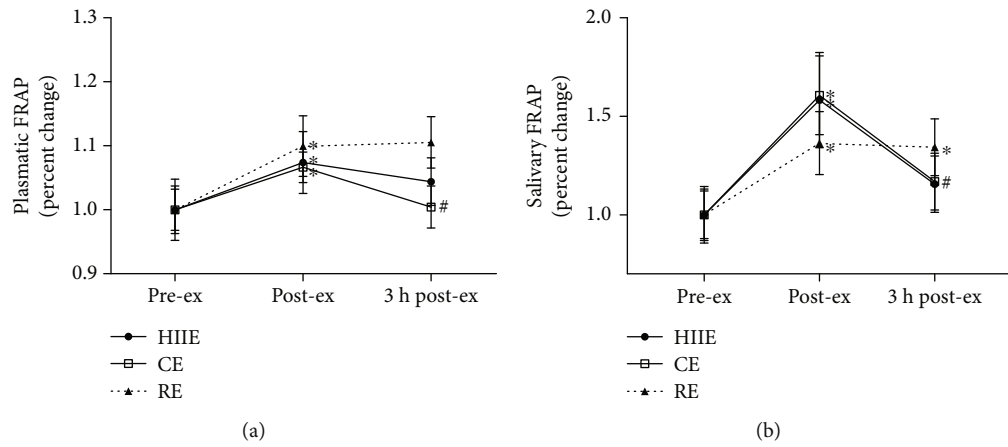 Plasmatic FRAP
(percent change)
1.3
1.2
1.1
1.0
0.9
*
*
*
#
Pre-ex
Post-ex
3 h post-ex
HIIE
CE
RE
(a)
Salivary FRAP
(percent change)
2.0
1.5
1.0
*
*
*
*
#
Pre-ex
Post-ex
3 h post-ex
HIIE
CE
RE
(b)